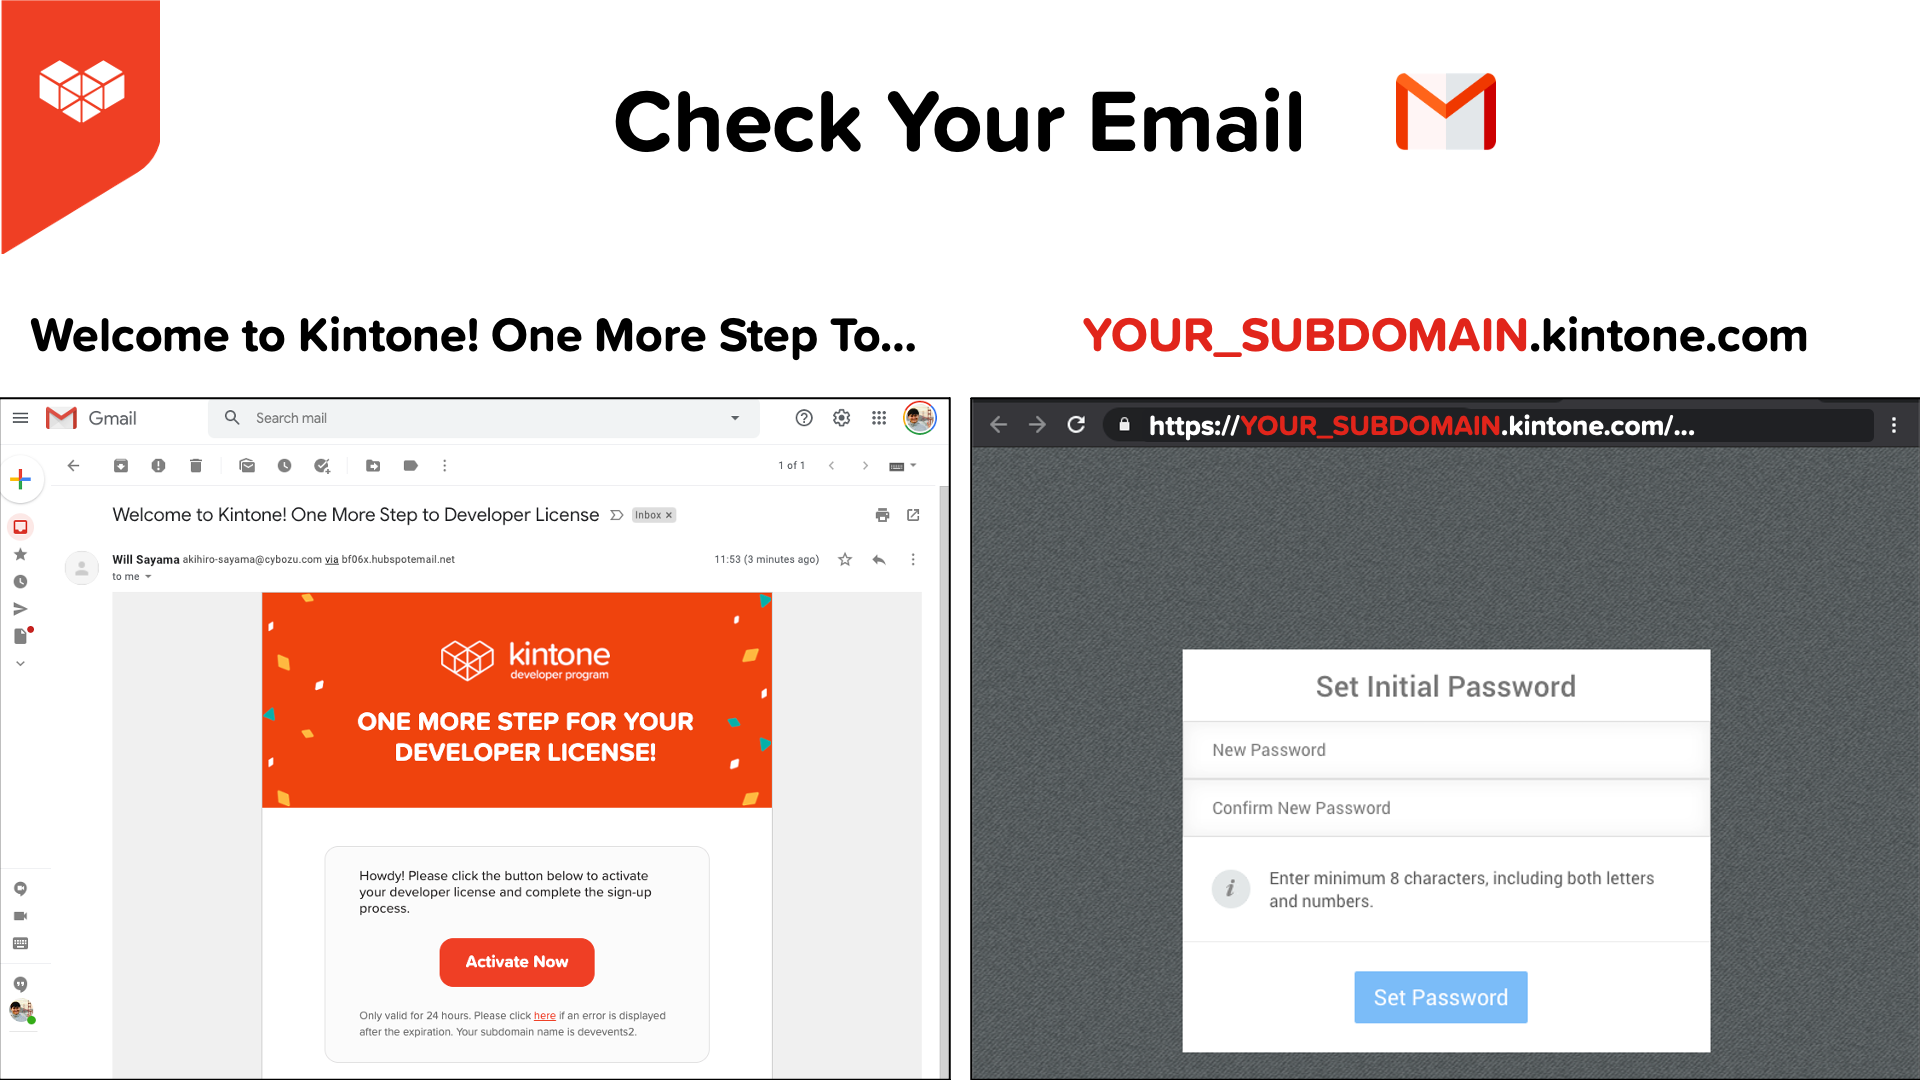 Check Your Email
Welcome to Kintone! One More Step To...
YOUR_SUBDOMAIN.kintone.com
Gmail
Search mail
1 of 1
Welcome to Kintone! One More Step to Developer License
Inbox ×
Will Sayama akihiro-sayama@cybozu.com via bf06x.hubspotemail.net
11:53 (3 minutes ago)
to me
kintone
developer program
ONE MORE STEP FOR YOUR
DEVELOPER LICENSE!
Howdy! Please click the button below to activate
your developer license and complete the sign-up
process.
Activate Now
Only valid for 24 hours. Please click here if an error is displayed
after the expiration. Your subdomain name is devevents2.
https://YOUR_SUBDOMAIN.kintone.com/...
Set Initial Password
New Password
Confirm New Password
Enter minimum 8 characters, including both letters
and numbers.
Set Password